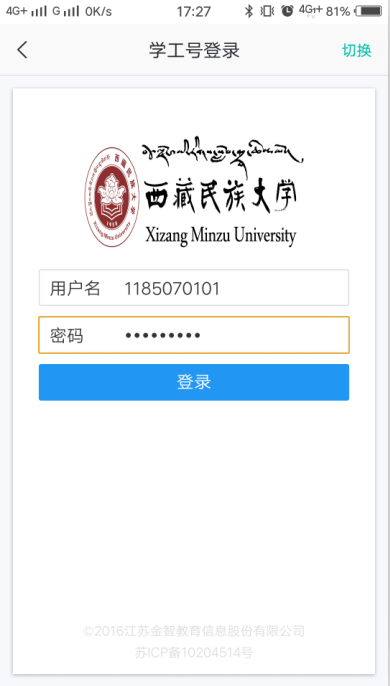 4G+ G 0K/s 17:27 4G 81%
学工号登录 切换
西藏民族大学
Xizang Minzu University
用户名 1185070101
密码 •••••••••
登录
©2016江苏金智教育信息股份有限公司
苏ICP备10204514号